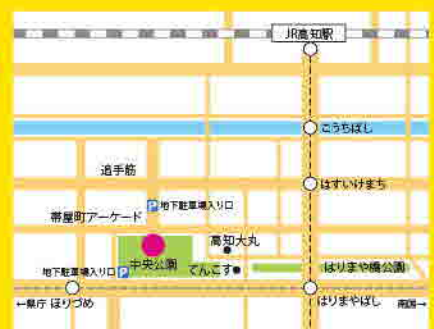 JR高知駅
こうちばし
はすいけまち
追手筋
P 地下駐車場入り口
帯屋町アーケード
高知大丸
中央公園
てんこす
はりまや橋公園
地下駐車場入り口 P
←県庁 ほりづめ
はりまやばし
南国→